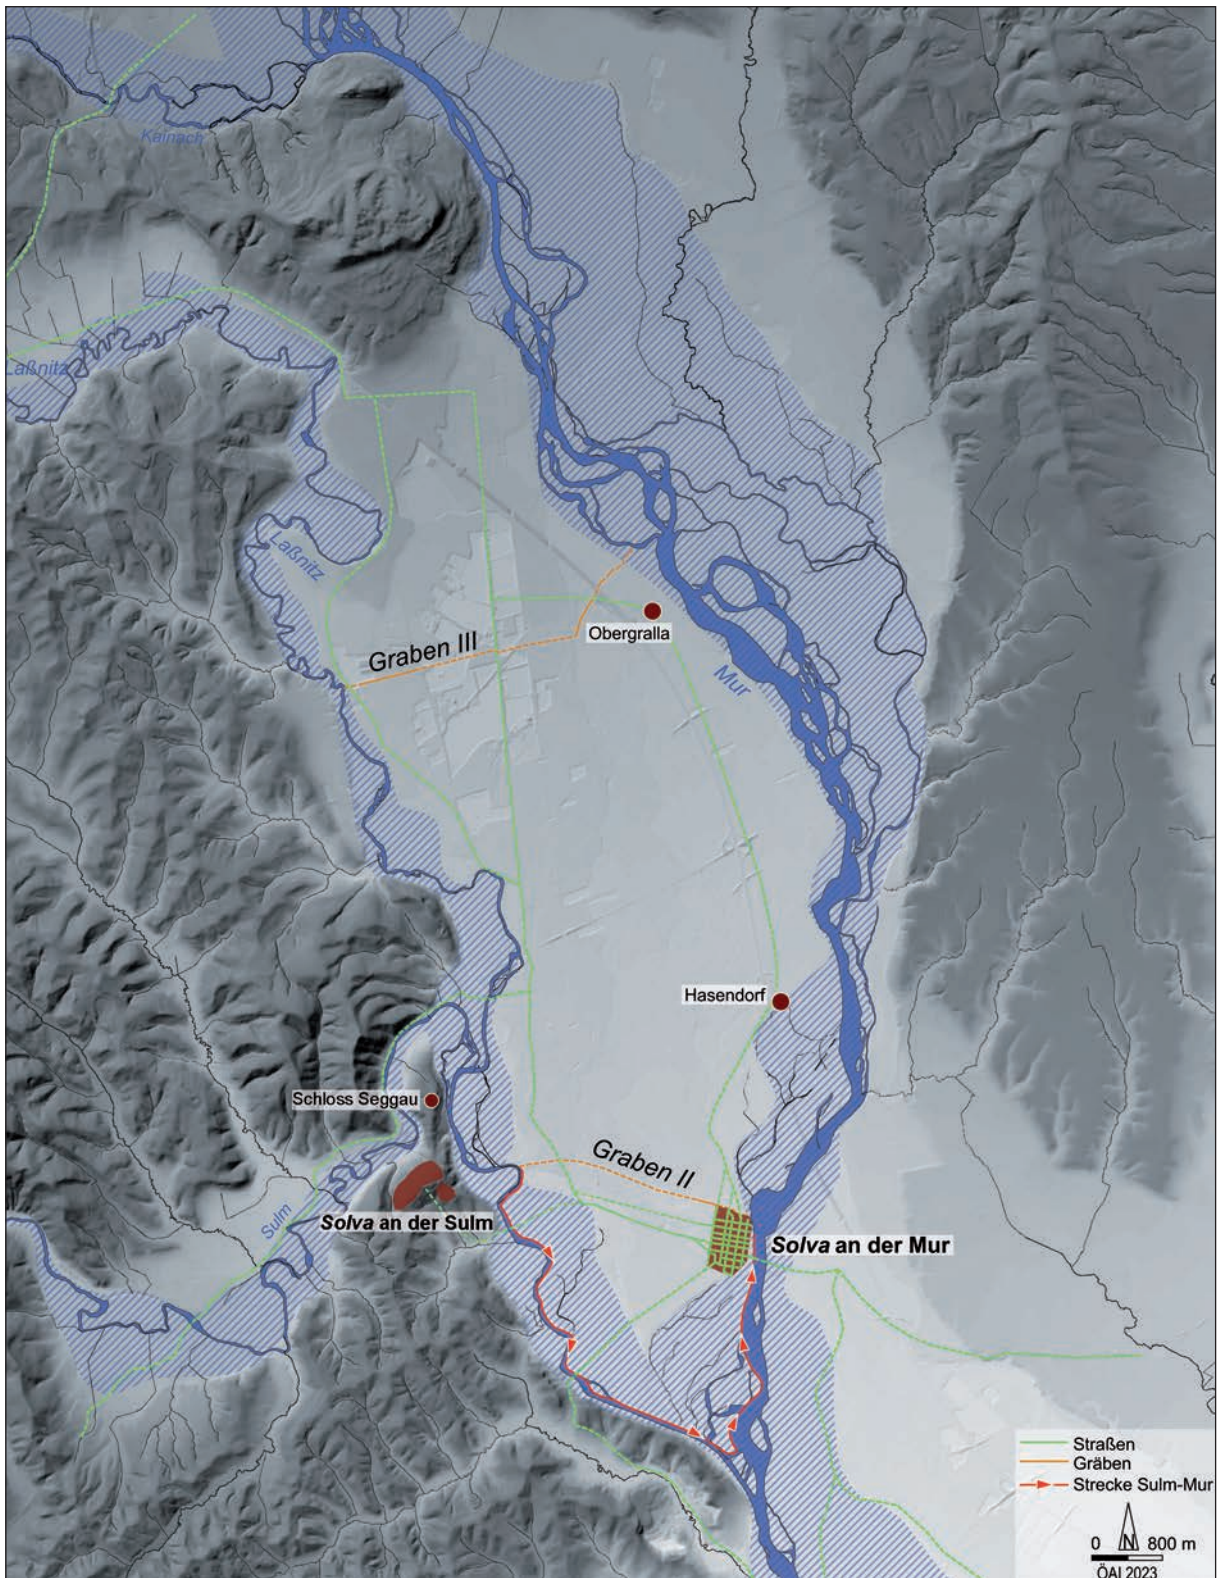 Kainach
Laßnitz
Laßnitz
Obergralla
Graben III
Mur
Hasendorf
Schloss Seggau
Graben II
Sulm
Solva an der Sulm
Solva an der Mur
Straßen
Gräben
Strecke Sulm-Mur
0 N 800 m
ÖAI 2023